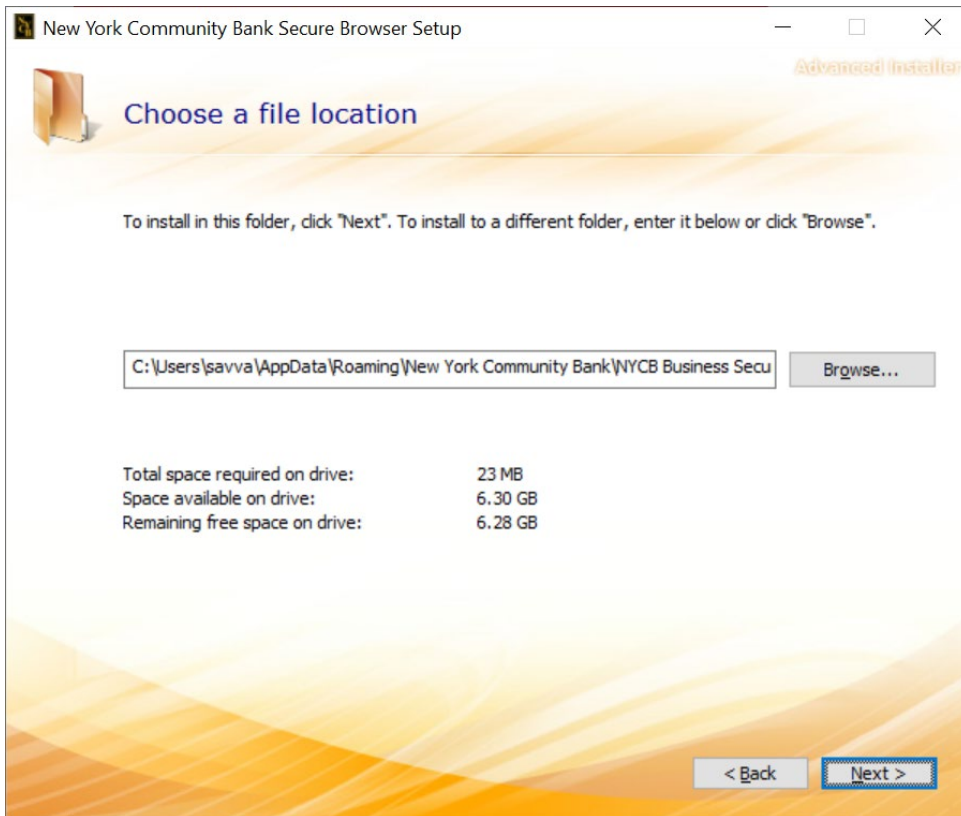 New York Community Bank Secure Browser Setup
Advanced Installer
Choose a file location
To install in this folder, click "Next". To install to a different folder, enter it below or click "Browse".
C:\Users\savva\AppData\Roaming\New York Community Bank\NYCB Business Secu
Browse...
Total space required on drive: 23 MB
Space available on drive: 6.30 GB
Remaining free space on drive: 6.28 GB
< Back
Next >